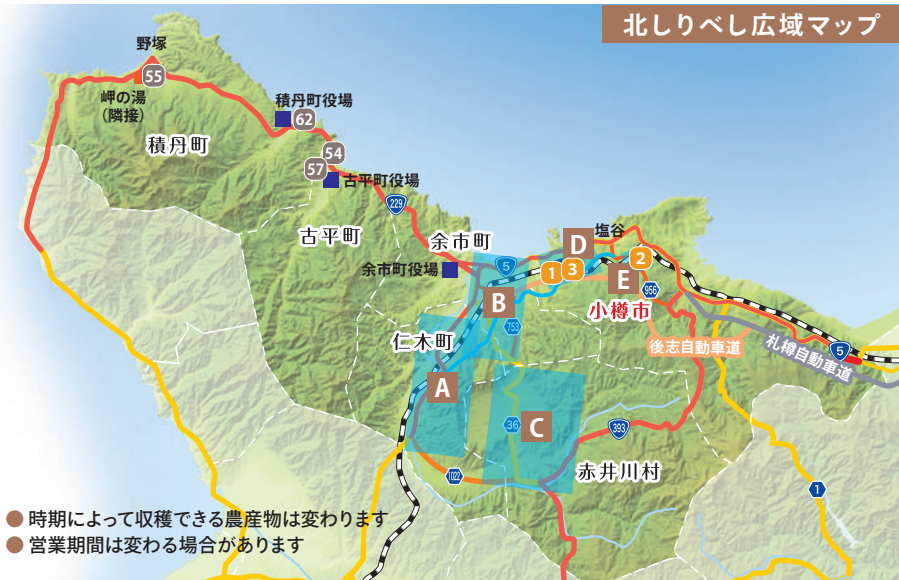 北しりべし広域マップ
野塚
55
岬の湯
(隣接)
積丹町役場
62
積丹町
54
57
古平町役場
229
古平町
余市町
余市町役場
塩谷
D
5
1
3
2
E
956
B
小樽市
753
仁木町
後志自動車道
札樽自動車道
5
A
36
C
393
赤井川村
1022
1
● 時期によって収穫できる農産物は変わります
● 営業期間は変わる場合があります